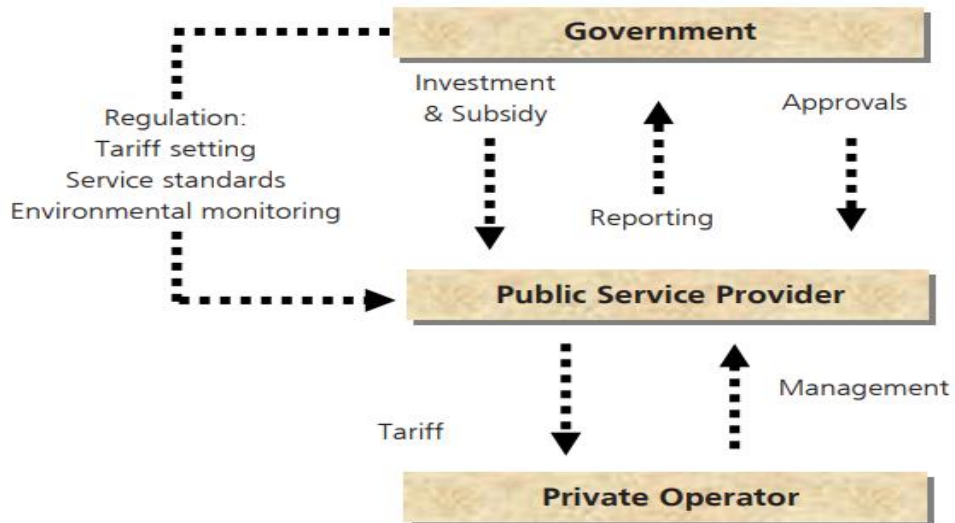 Government
Investment
& Subsidy
Approvals
Regulation:
Tariff setting
Service standards
Environmental monitoring
Reporting
Public Service Provider
Management
Tariff
Private Operator